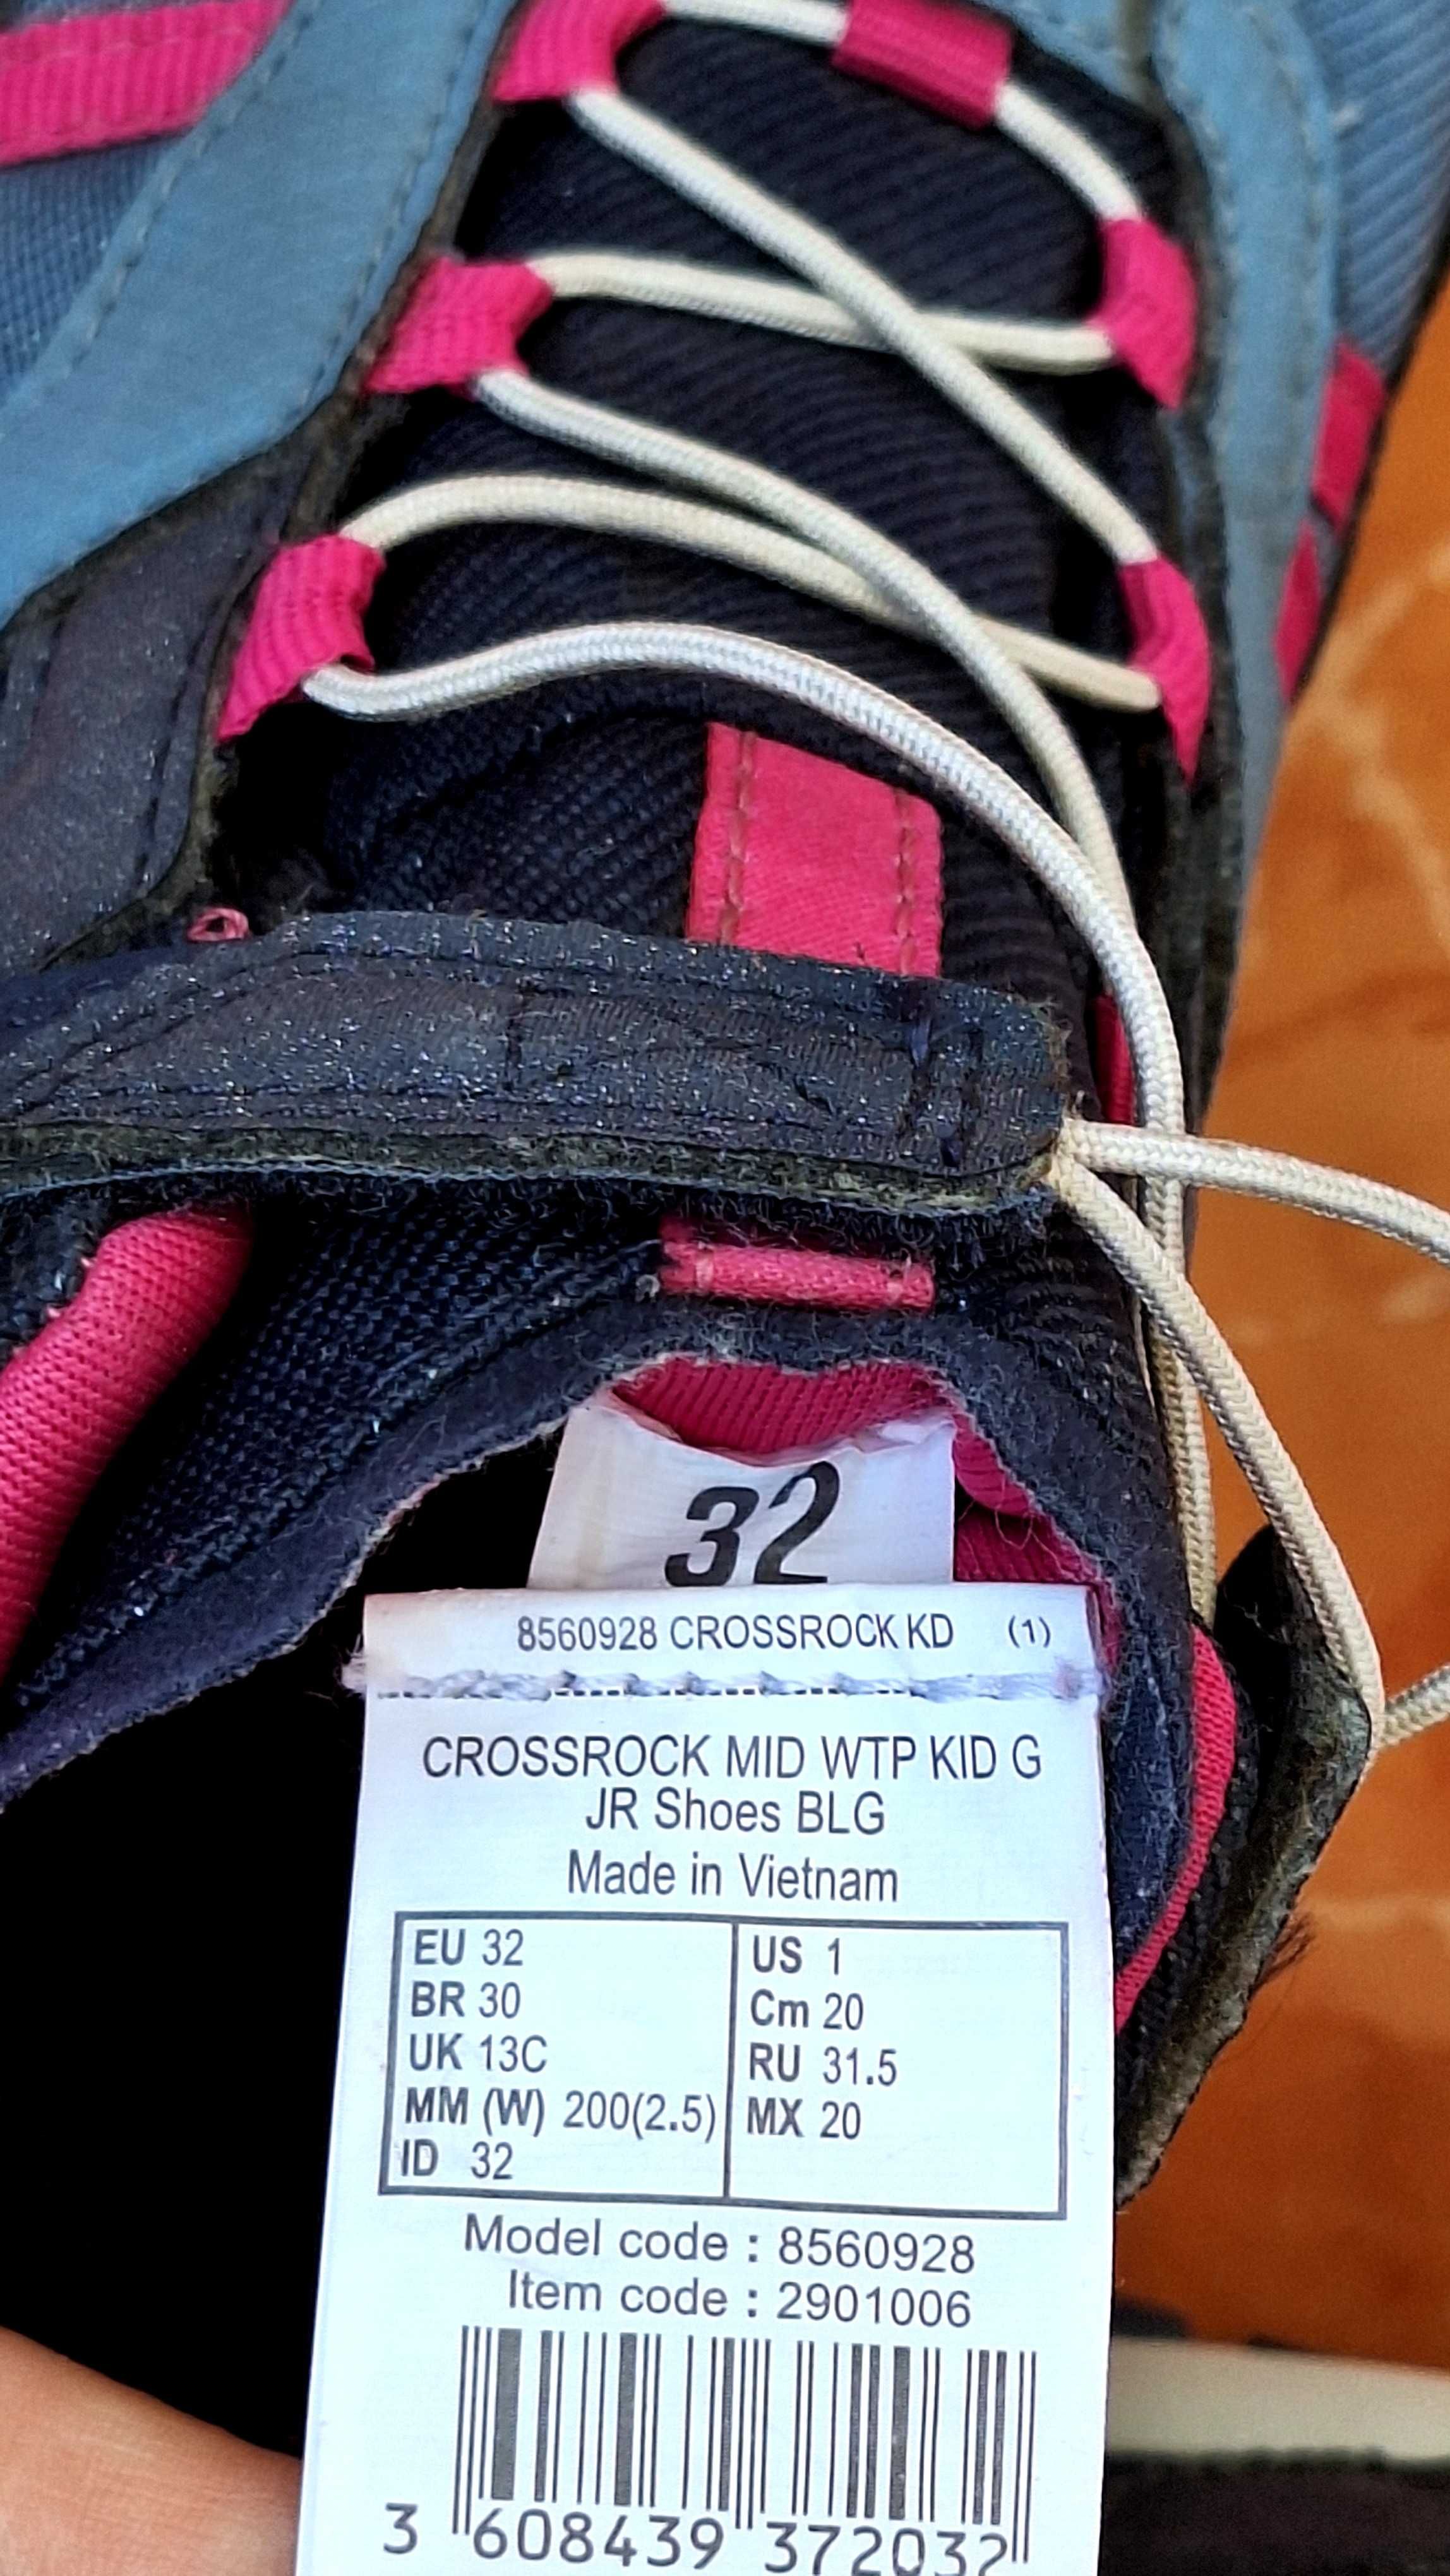 32
8560928 CROSSROCK KD (1)
CROSSROCK MID WTP KID G
JR Shoes BLG
Made in Vietnam
EU 32 US 1
BR 30 Cm 20
UK 13C RU 31.5
MM (W) 200(2.5) MX 20
ID 32
Model code : 8560928
Item code : 2901006
3 608439 372032